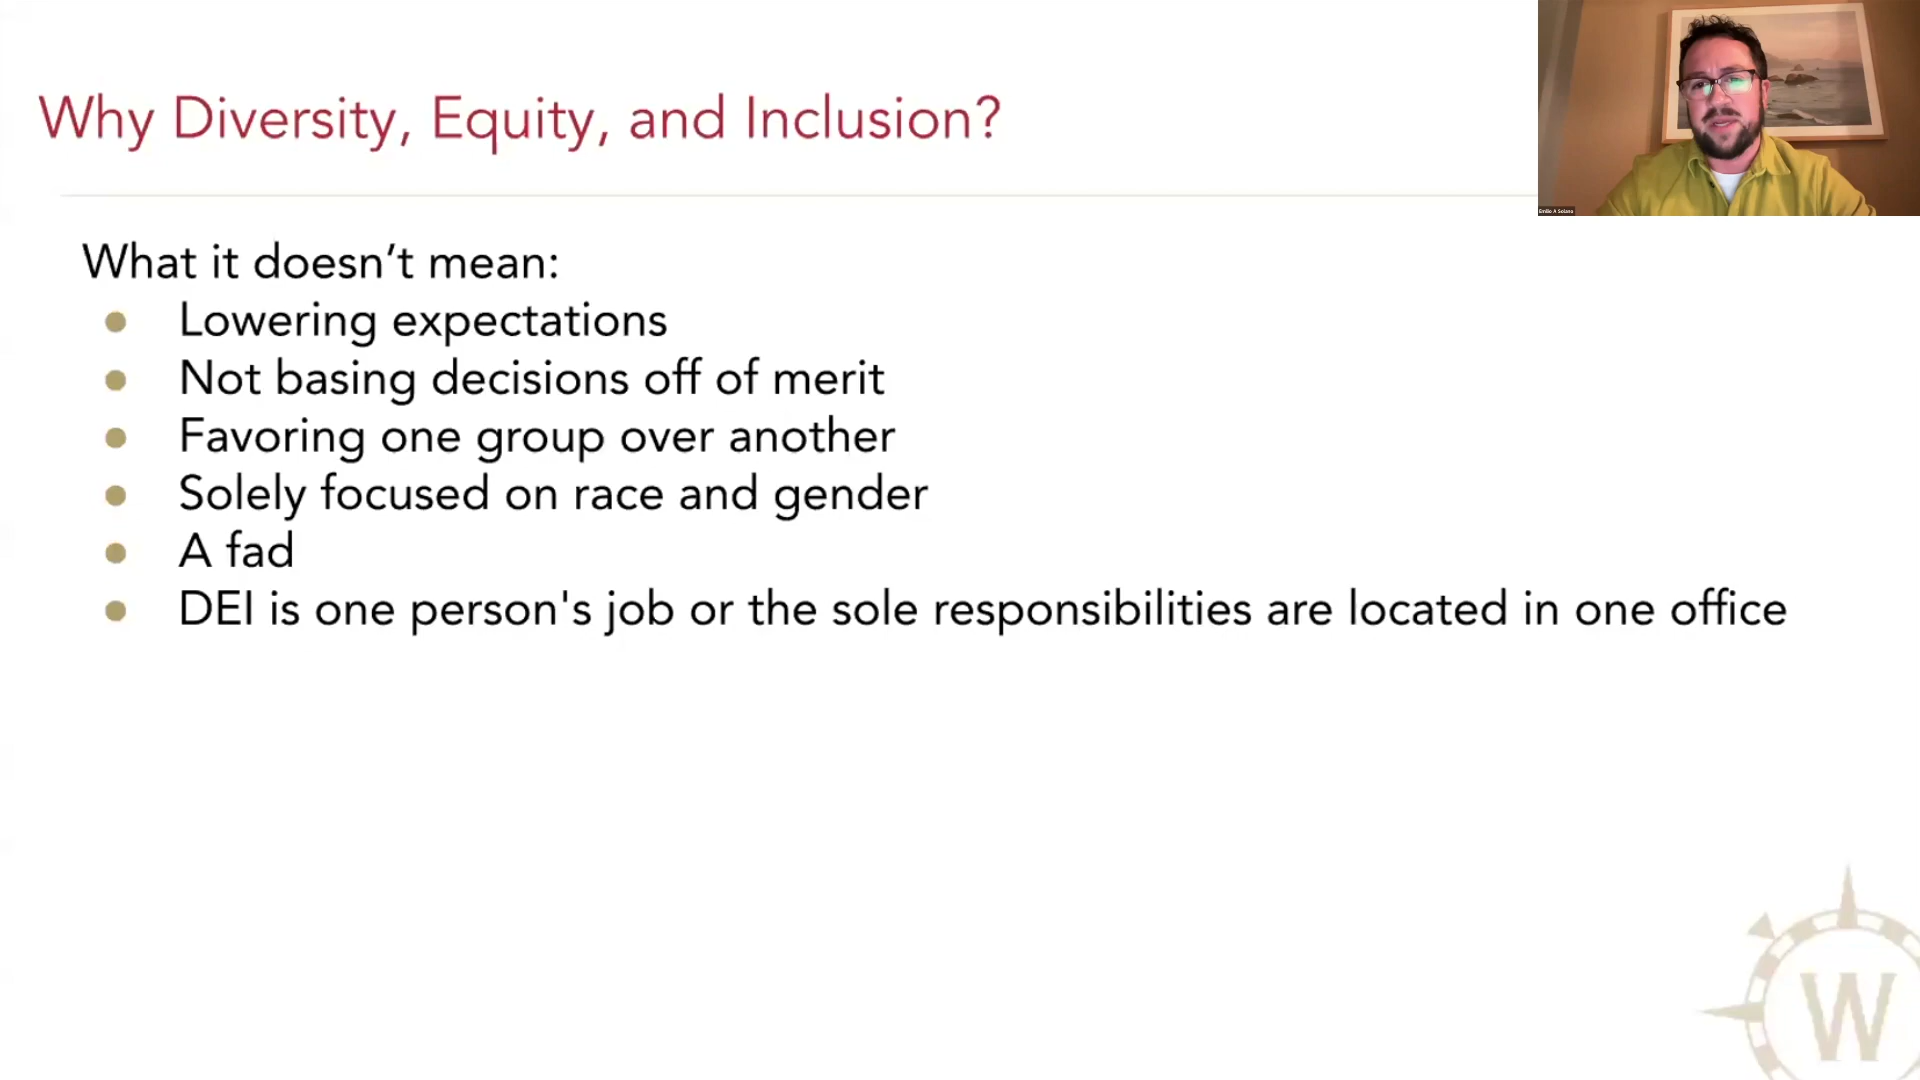 Why Diversity, Equity, and Inclusion?
Emilio A Solano
What it doesn’t mean:
Lowering expectations
Not basing decisions off of merit
Favoring one group over another
Solely focused on race and gender
A fad
DEI is one person's job or the sole responsibilities are located in one office
W